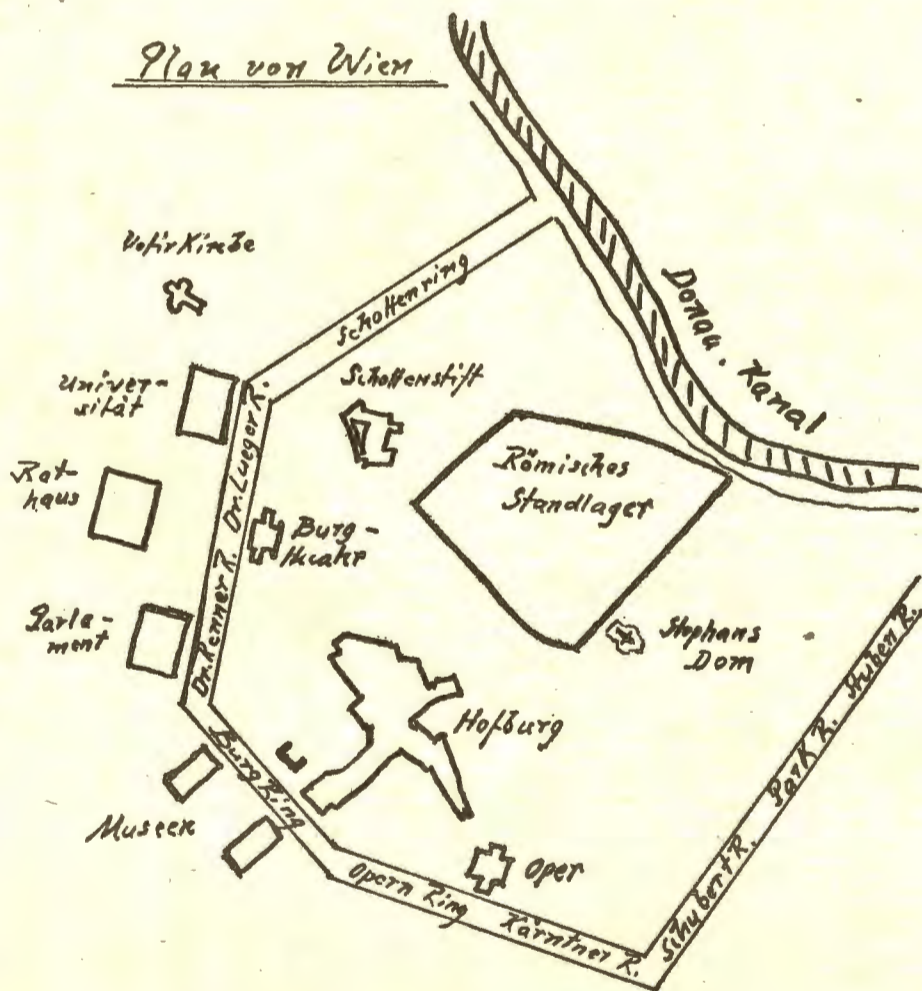 Plan von Wien
Votivkirche
Schottenring
Donau-Kanal
Univer-
sität
Schottenstift
Dr. Lueger R.
Rat-
haus
Römisches
Standlager
Burg-
theater
Parla-
ment
Dr. Renner R.
Stephans
Dom
Stuben R.
Hofburg
Park R.
Burg Ring
Museen
Oper
Schubert R.
Opern Ring
Kärntner R.